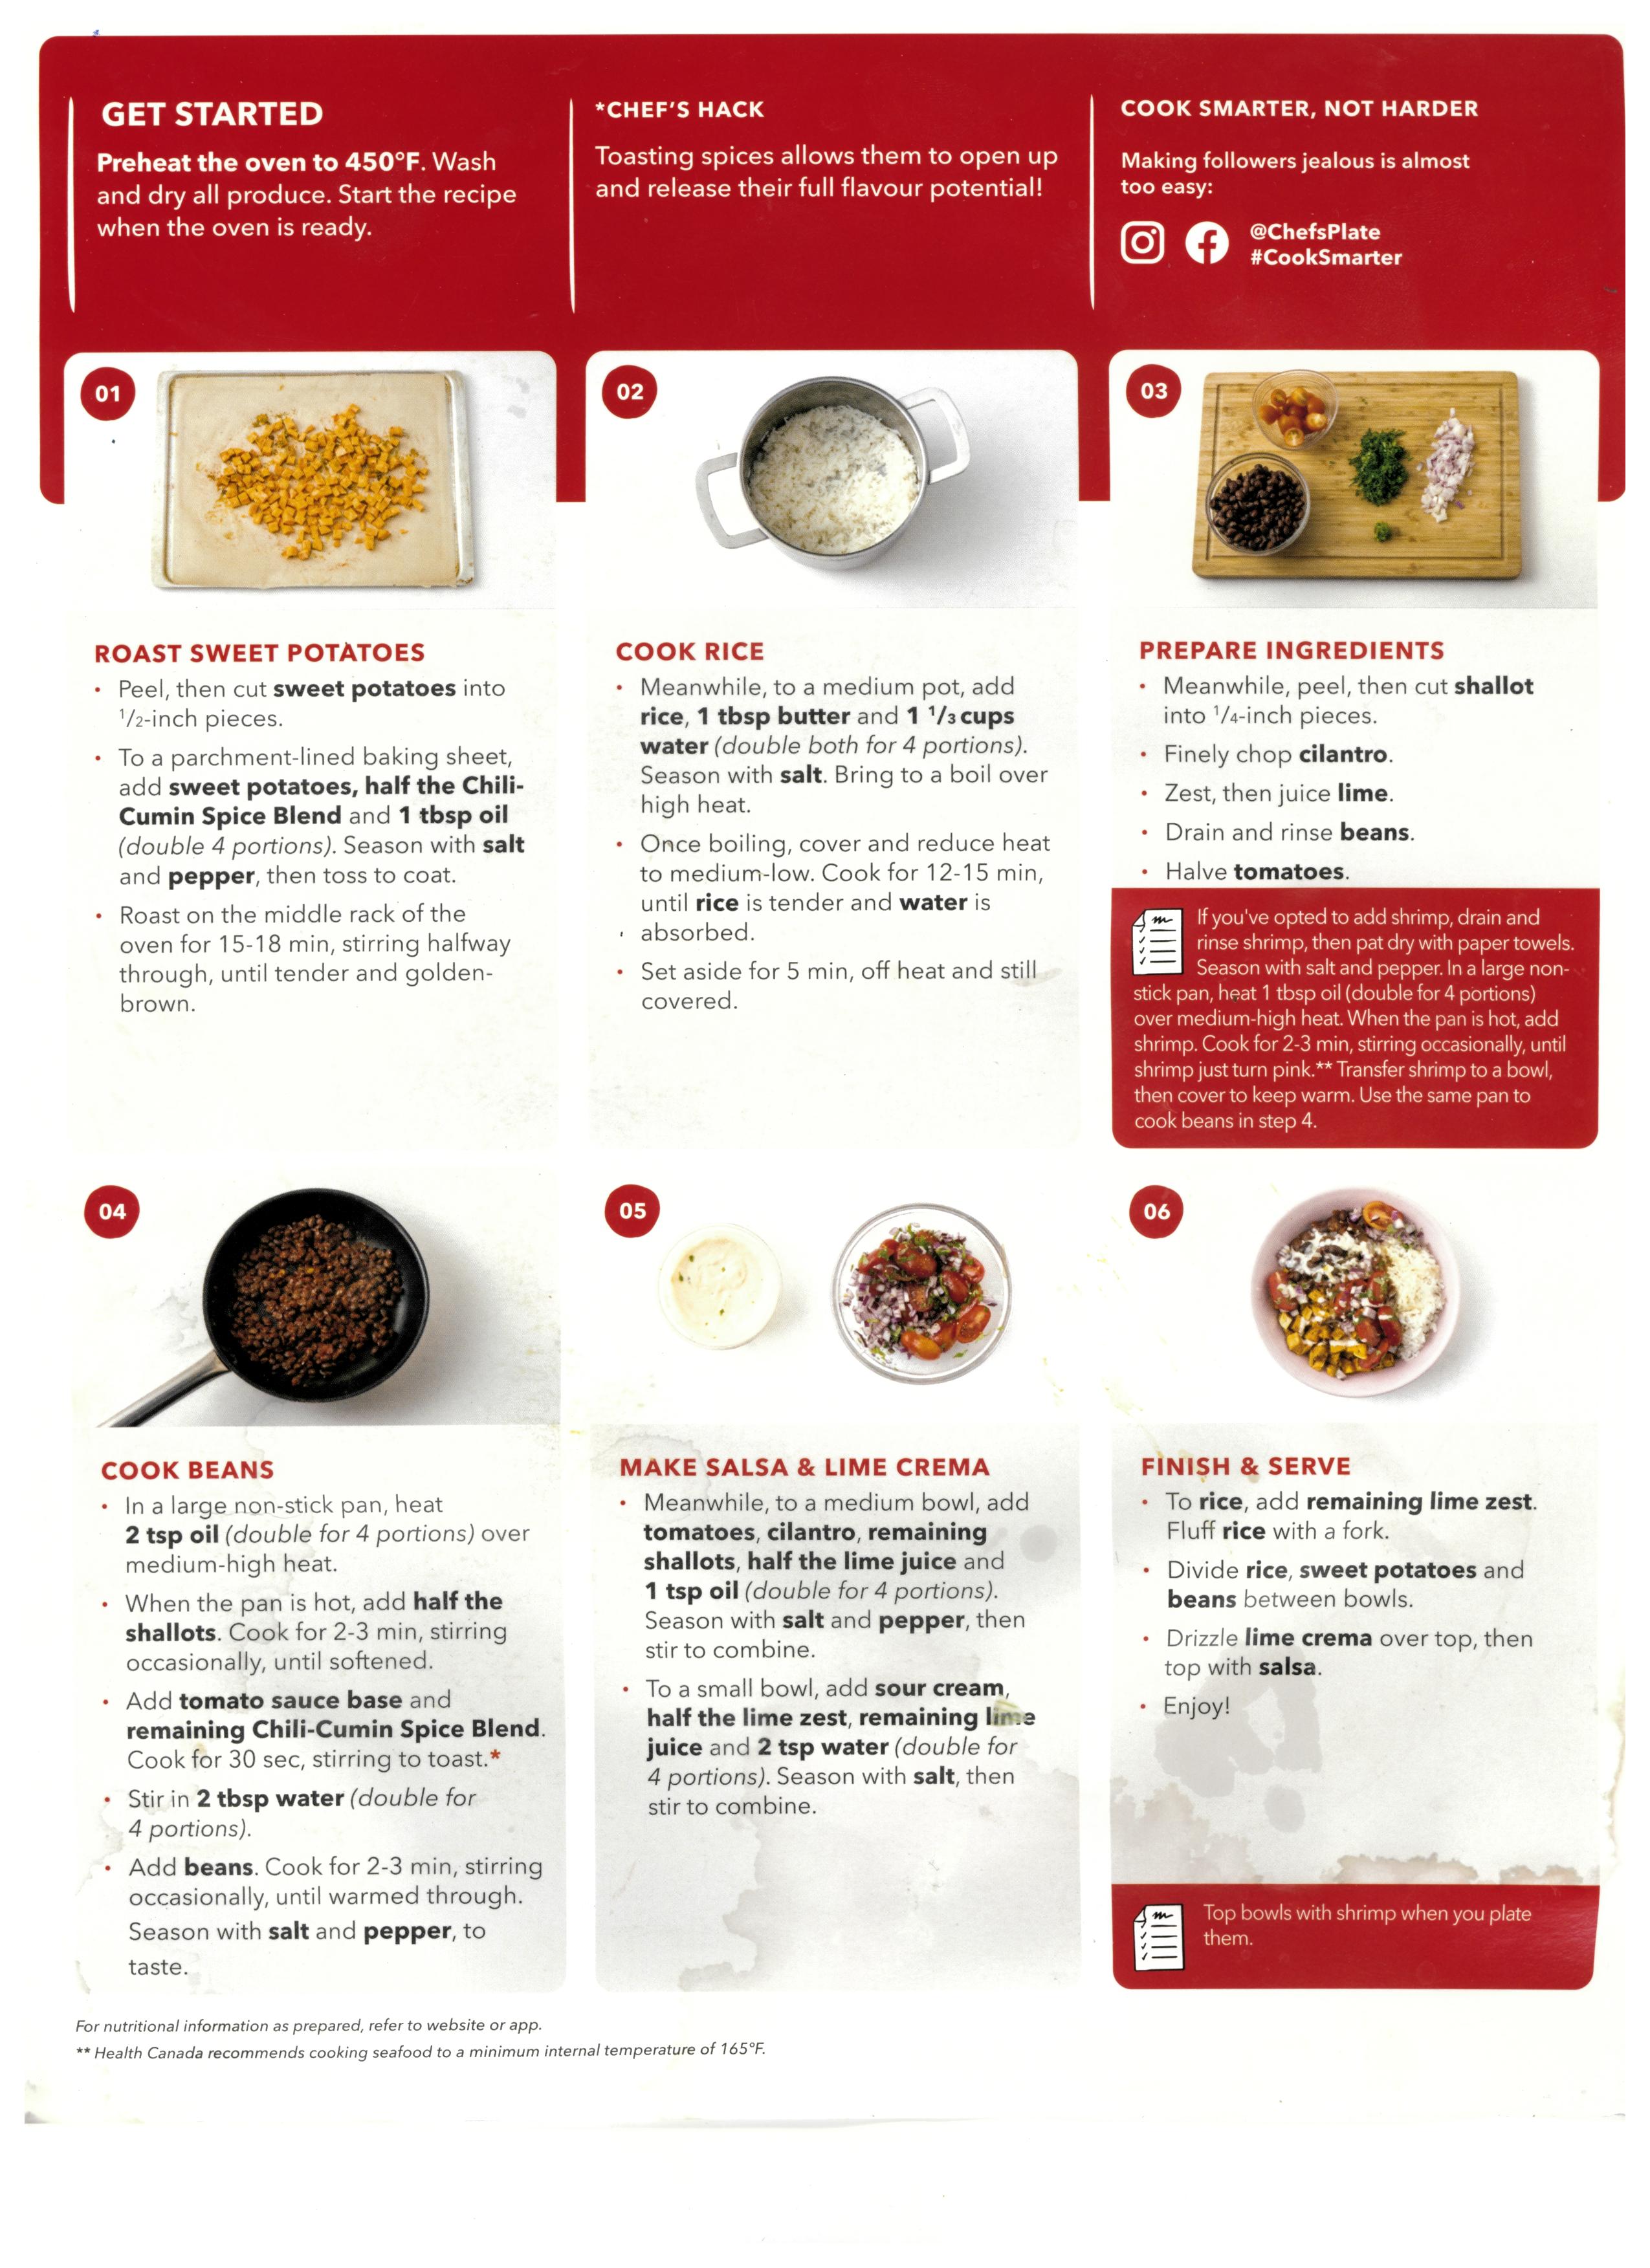 GET STARTED
Preheat the oven to 450°F. Wash
and dry all produce. Start the recipe
when the oven is ready.
*CHEF'S HACK
Toasting spices allows them to open up
and release their full flavour potential!
COOK SMARTER, NOT HARDER
Making followers jealous is almost
too easy:
@ChefsPlate
#CookSmarter
01
ROAST SWEET POTATOES
• Peel, then cut sweet potatoes into
1/2-inch pieces.
• To a parchment-lined baking sheet,
add sweet potatoes, half the Chili-
Cumin Spice Blend and 1 tbsp oil
(double 4 portions). Season with salt
and pepper, then toss to coat.
• Roast on the middle rack of the
oven for 15-18 min, stirring halfway
through, until tender and golden-
brown.
02
COOK RICE
• Meanwhile, to a medium pot, add
rice, 1 tbsp butter and 1 1/3 cups
water (double both for 4 portions).
Season with salt. Bring to a boil over
high heat.
• Once boiling, cover and reduce heat
to medium-low. Cook for 12-15 min,
until rice is tender and water is
absorbed.
• Set aside for 5 min, off heat and still
covered.
03
PREPARE INGREDIENTS
• Meanwhile, peel, then cut shallot
into 1/4-inch pieces.
• Finely chop cilantro.
• Zest, then juice lime.
• Drain and rinse beans.
• Halve tomatoes.
If you've opted to add shrimp, drain and
rinse shrimp, then pat dry with paper towels.
Season with salt and pepper. In a large non-
stick pan, heat 1 tbsp oil (double for 4 portions)
over medium-high heat. When the pan is hot, add
shrimp. Cook for 2-3 min, stirring occasionally, until
shrimp just turn pink.** Transfer shrimp to a bowl,
then cover to keep warm. Use the same pan to
cook beans in step 4.
04
COOK BEANS
• In a large non-stick pan, heat
2 tsp oil (double for 4 portions) over
medium-high heat.
• When the pan is hot, add half the
shallots. Cook for 2-3 min, stirring
occasionally, until softened.
• Add tomato sauce base and
remaining Chili-Cumin Spice Blend.
Cook for 30 sec, stirring to toast.*
• Stir in 2 tbsp water (double for
4 portions).
• Add beans. Cook for 2-3 min, stirring
occasionally, until warmed through.
Season with salt and pepper, to
taste.
05
MAKE SALSA & LIME CREMA
• Meanwhile, to a medium bowl, add
tomatoes, cilantro, remaining
shallots, half the lime juice and
1 tsp oil (double for 4 portions).
Season with salt and pepper, then
stir to combine.
• To a small bowl, add sour cream,
half the lime zest, remaining lime
juice and 2 tsp water (double for
4 portions). Season with salt, then
stir to combine.
06
FINISH & SERVE
• To rice, add remaining lime zest.
Fluff rice with a fork.
• Divide rice, sweet potatoes and
beans between bowls.
• Drizzle lime crema over top, then
top with salsa.
• Enjoy!
Top bowls with shrimp when you plate
them.
For nutritional information as prepared, refer to website or app.
** Health Canada recommends cooking seafood to a minimum internal temperature of 165°F.